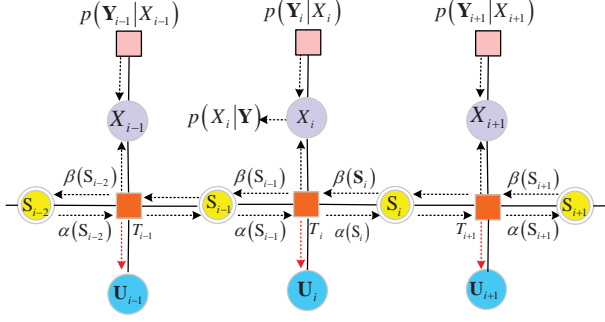 p(Y_{i-1}|X_{i-1}) p(Y_i|X_i) p(Y_{i+1}|X_{i+1})
X_{i-1} p(X_i|Y) X_i X_{i+1}
β(S_{i-2}) β(S_{i-1}) β(S_i) β(S_{i+1})
S_{i-2} S_{i-1} S_i S_{i+1}
α(S_{i-2}) T_{i-1} α(S_{i-1}) T_i α(S_i) T_{i+1} α(S_{i+1})
U_{i-1} U_i U_{i+1}